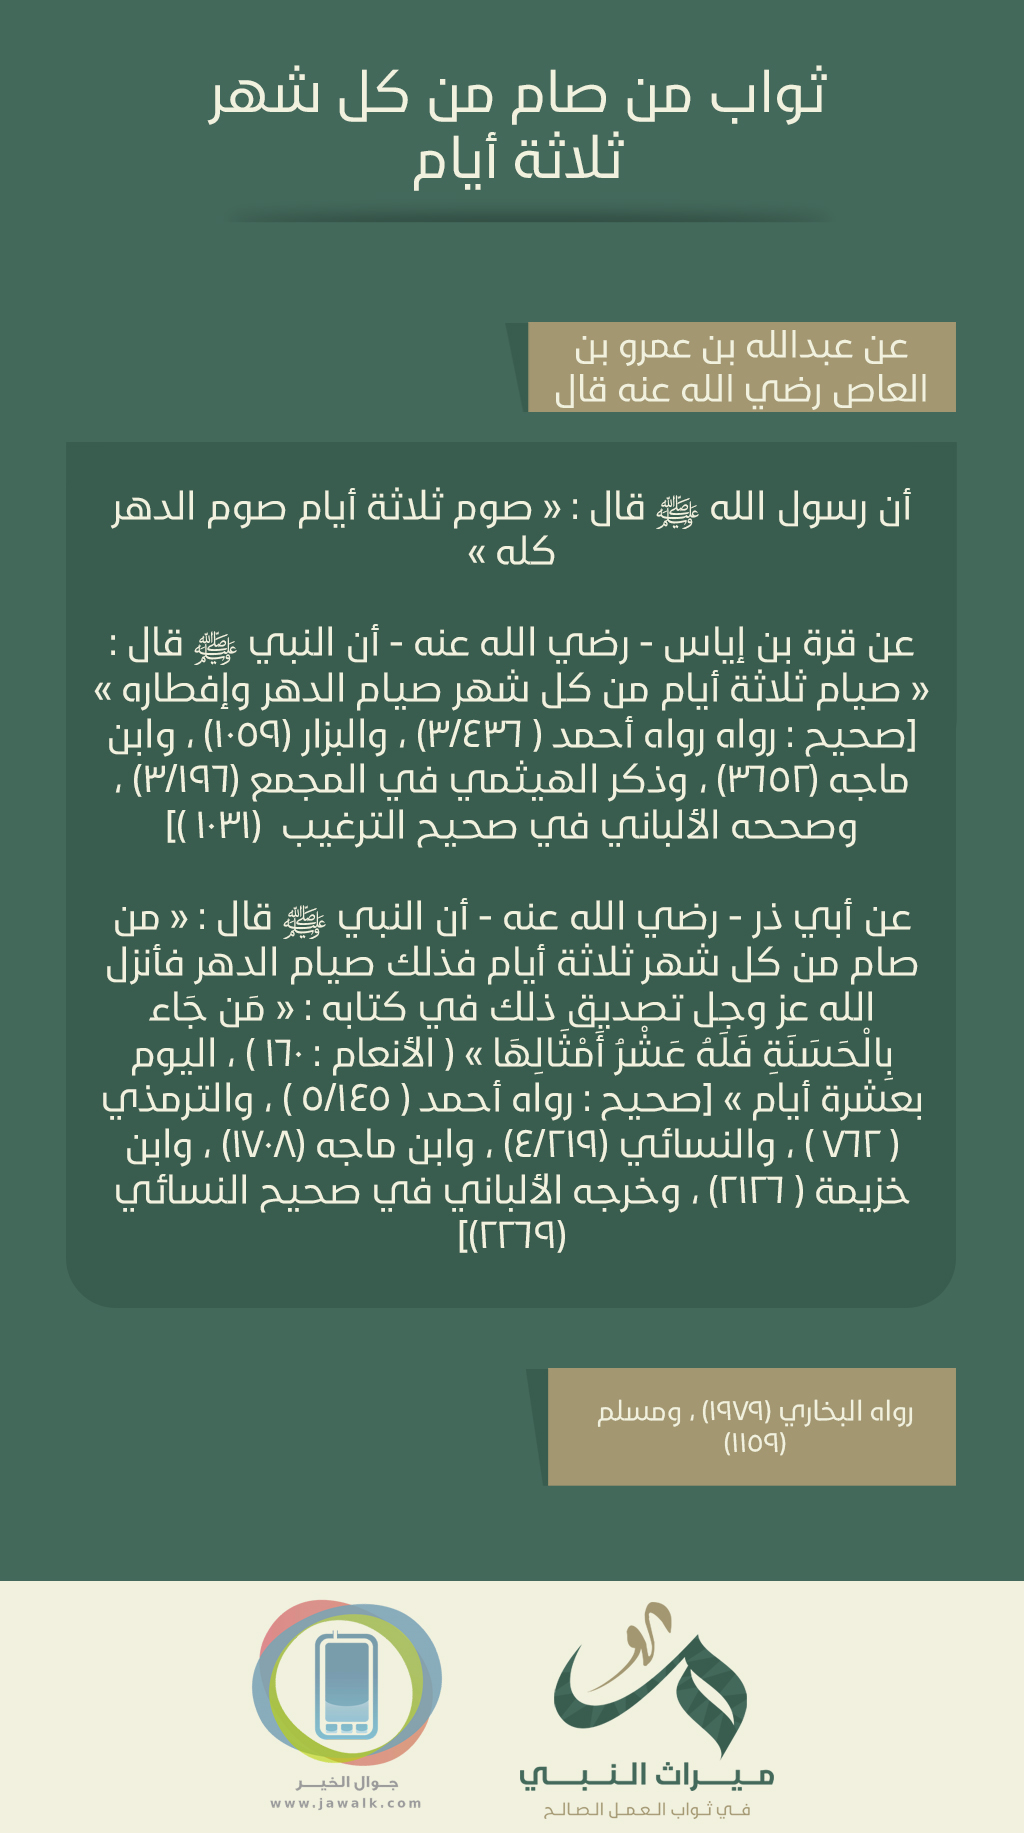 ثواب من صام من كل شهر
ثلاثة أيام
عن عبدالله بن عمرو بن
العاص رضي الله عنه قال
أن رسول الله ﷺ قال : « صوم ثلاثة أيام صوم الدهر
كله »
عن قرة بن إياس - رضي الله عنه - أن النبي ﷺ قال :
« صيام ثلاثة أيام من كل شهر صيام الدهر وإفطاره »
[صحيح : رواه رواه أحمد ( ٣/٤٣٦) ، والبزار (١٠٥٩) ، وابن
ماجه (٣٦٥٢) ، وذكر الهيثمي في المجمع (٣/١٩٦) ،
وصححه الألباني في صحيح الترغيب (١٠٣١ )]
عن أبي ذر - رضي الله عنه - أن النبي ﷺ قال : « من
صام من كل شهر ثلاثة أيام فذلك صيام الدهر فأنزل
الله عز وجل تصديق ذلك في كتابه : « مَن جَاء
بِالْحَسَنَةِ فَلَهُ عَشْرُ أَمْثَالِهَا » ( الأنعام : ١٦٠ ) ، اليوم
بعشرة أيام » [صحيح : رواه أحمد ( ٥/١٤٥ ) ، والترمذي
( ٧٦٢ ) ، والنسائي (٤/٢١٩) ، وابن ماجه (١٧٠٨) ، وابن
خزيمة ( ٢١٢٦) ، وخرجه الألباني في صحيح النسائي
(٢٢٦٩)]
رواه البخاري (١٩٧٩) ، ومسلم
(١١٥٩)
ميراث النبي
في ثواب العمل الصالح
جوال الخير
www.jawalk.com